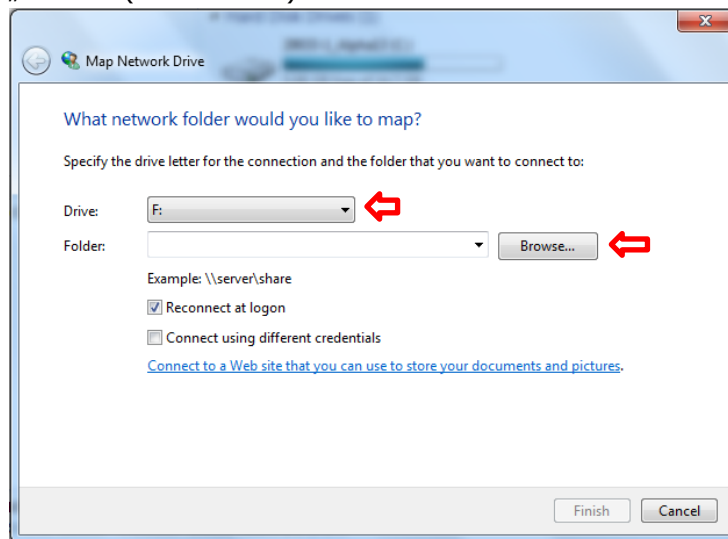 Map Network Drive
What network folder would you like to map?
Specify the drive letter for the connection and the folder that you want to connect to:
Drive: F:
Folder: Browse...
Example: \\server\share
Reconnect at logon
Connect using different credentials
Connect to a Web site that you can use to store your documents and pictures.
Finish Cancel